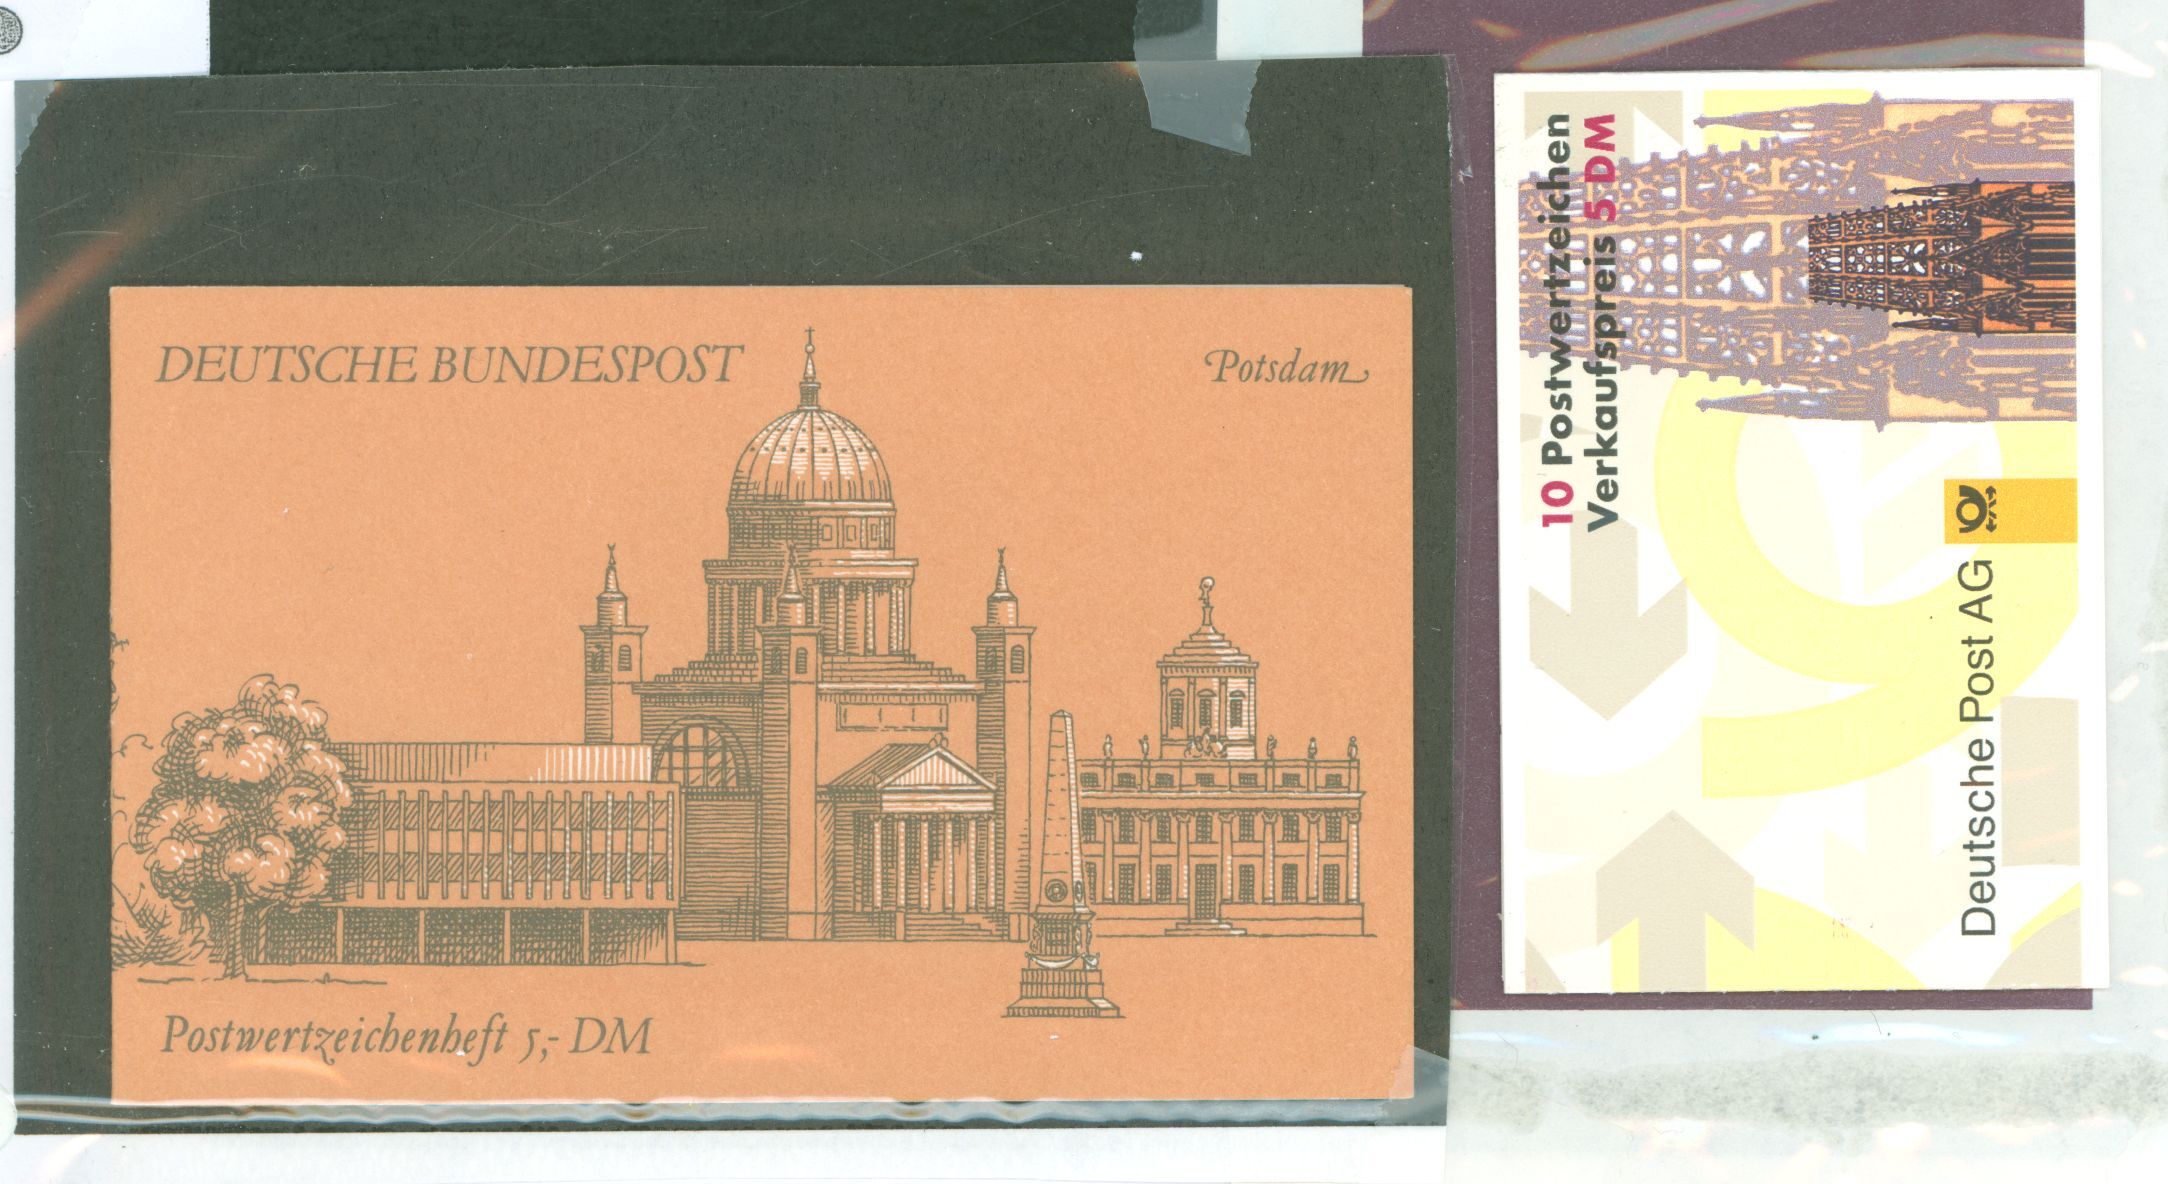 DEUTSCHE BUNDESPOST
Potsdam
Postwertzeichenheft 5,- DM
10 Postwertzeichen
Verkaufspreis 5 DM
Deutsche Post AG